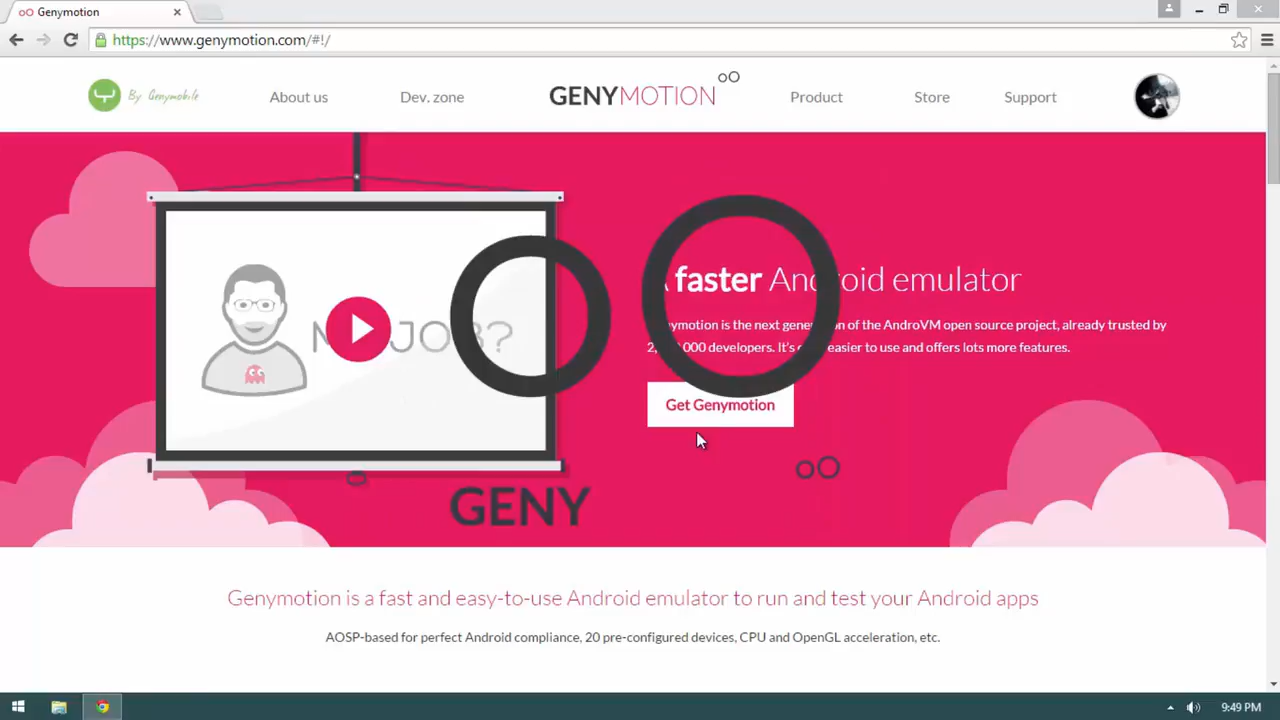 Genymotion
https://www.genymotion.com/#!/
By Genymobile
About us
Dev. zone
GENYMOTION
Product
Store
Support
JOB?
faster Android emulator
is the next of the AndroVM open source project, already trusted by
000 developers. easier to use and offers lots more features.
Get Genymotion
GENY
Genymotion is a fast and easy-to-use Android emulator to run and test your Android apps
AOSP-based for perfect Android compliance, 20 pre-configured devices, CPU and OpenGL acceleration, etc.
9:49 PM